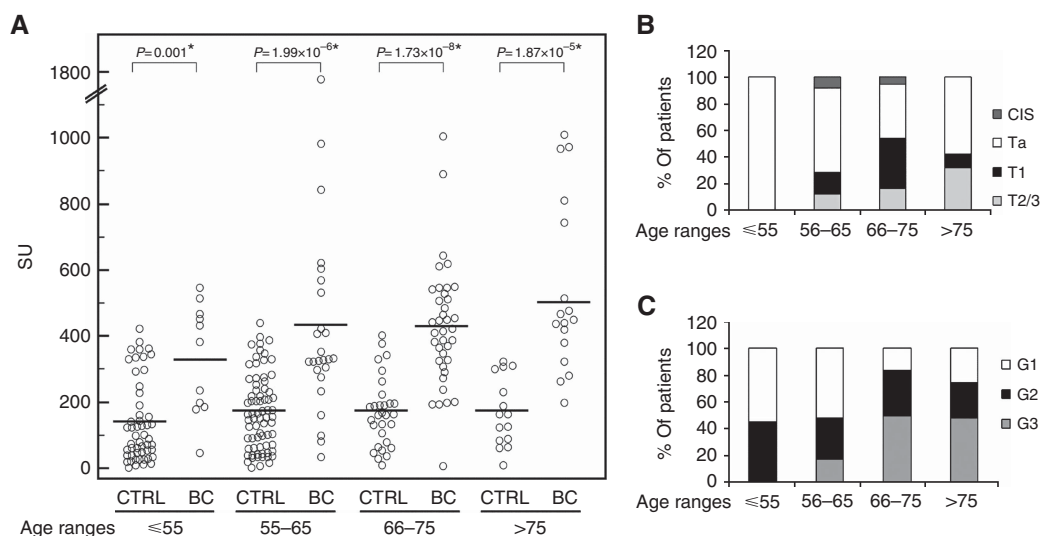 A
P=0.001* P=1.99×10⁻⁶* P=1.73×10⁻⁸* P=1.87×10⁻⁵*
1800
1000
800
600
400
200
0
SU
CTRL BC CTRL BC CTRL BC CTRL BC
Age ranges ⩽55 55–65 66–75 >75
B
120
100
80
60
40
20
0
% Of patients
CIS
Ta
T1
T2/3
Age ranges ⩽55 56–65 66–75 >75
C
120
100
80
60
40
20
0
% Of patients
G1
G2
G3
Age ranges ⩽55 56–65 66–75 >75